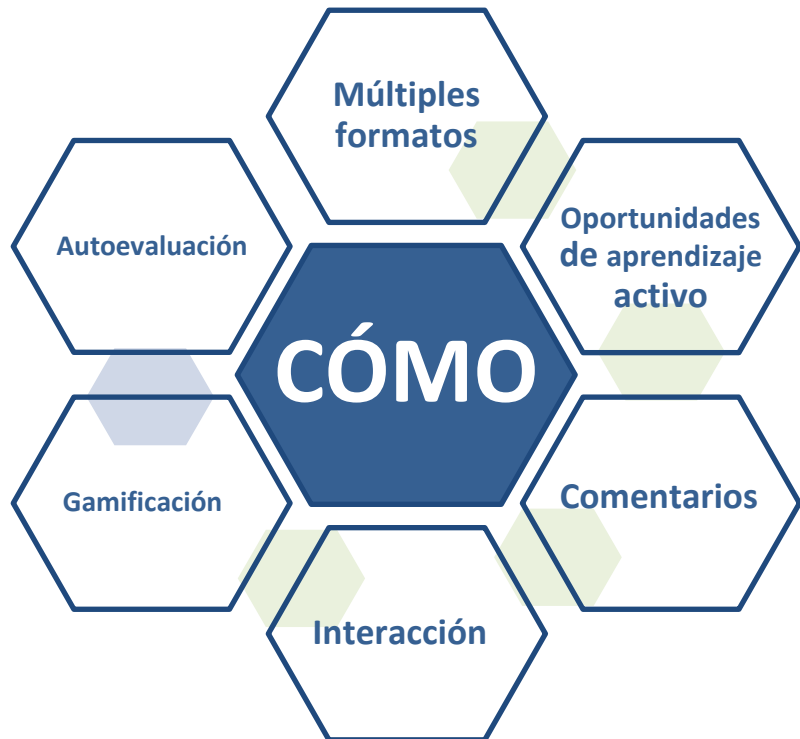 Múltiples
formatos
Oportunidades
de aprendizaje
activo
Autoevaluación
CÓMO
Comentarios
Gamificación
Interacción